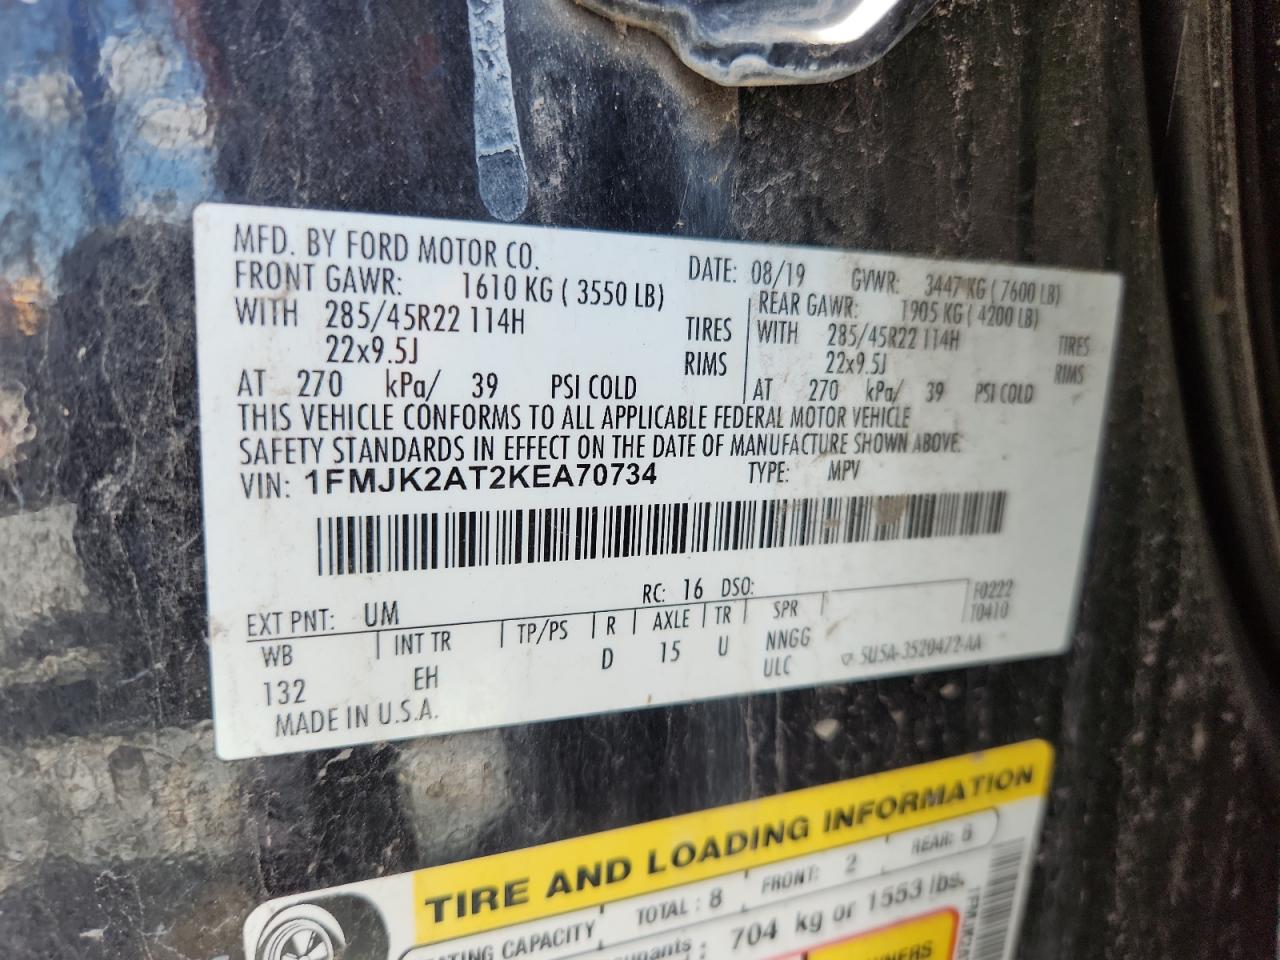 MFD. BY FORD MOTOR CO. DATE: 08/19 GVWR: 3447 KG ( 7600 LB)
FRONT GAWR: 1610 KG ( 3550 LB) REAR GAWR: 1905 KG ( 4200 LB)
WITH 285/45R22 114H TIRES WITH 285/45R22 114H TIRES
22x9.5J RIMS 22x9.5J RIMS
AT 270 kPa/ 39 PSI COLD AT 270 kPa/ 39 PSI COLD
THIS VEHICLE CONFORMS TO ALL APPLICABLE FEDERAL MOTOR VEHICLE
SAFETY STANDARDS IN EFFECT ON THE DATE OF MANUFACTURE SHOWN ABOVE.
VIN: 1FMJK2AT2KEA70734 TYPE: MPV
EXT PNT: UM RC: 16 DSO: F0222
WB INT TR TP/PS R AXLE TR SPR T0410
132 EH D 15 U NNGG 5U5A-3520472-AA
ULC
MADE IN U.S.A.
TIRE AND LOADING INFORMATION
CAPACITY TOTAL : 8 FRONT: 2 REAR: 6
704 kg or 1553 lbs.